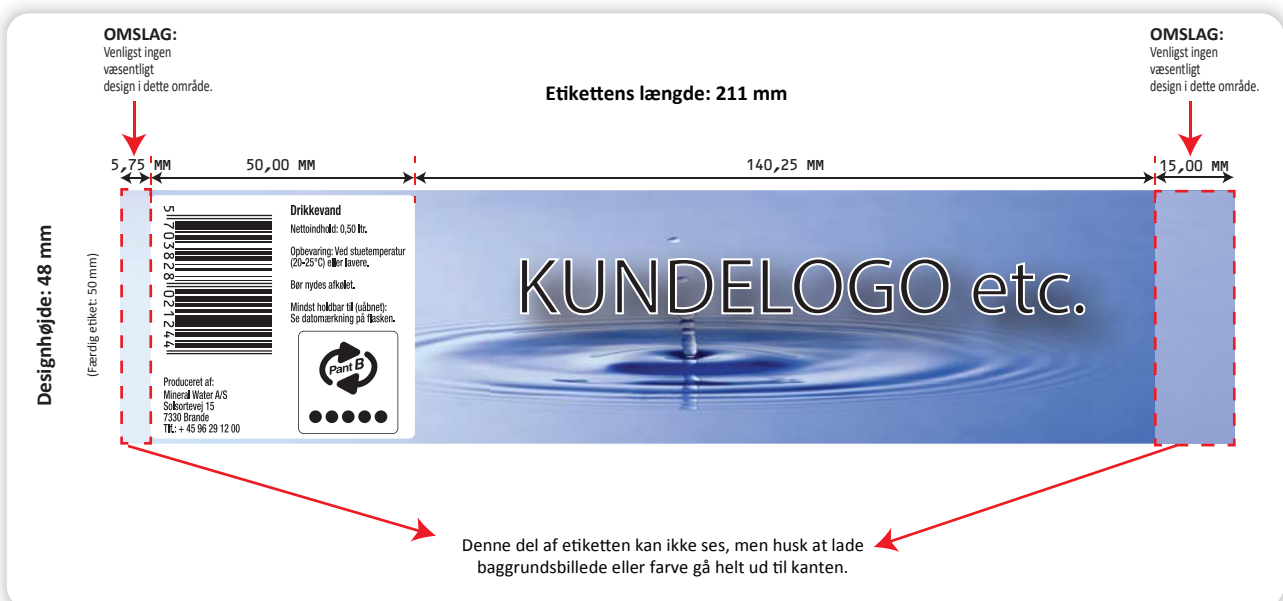 OMSLAG:
Venligst ingen
væsentligt
design i dette område.
OMSLAG:
Venligst ingen
væsentligt
design i dette område.
Etikettens længde: 211 mm
5,75 MM
50,00 MM
140,25 MM
15,00 MM
Designhøjde: 48 mm
(Færdig etiket: 50 mm)
5 703828 021244
Drikkevand
Nettoindhold: 0,50 ltr.
Opbevaring: Ved stuetemperatur
(20-25°C) eller lavere.
Bør nydes afkølet.
Mindst holdbar til (uåbnet):
Se datomærkning på flasken.
Pant B
Produceret af:
Mineral Water A/S
Solsortevej 15
7330 Brande
Tlf.: + 45 96 29 12 00
KUNDELOGO etc.
Denne del af etiketten kan ikke ses, men husk at lade
baggrundsbillede eller farve gå helt ud til kanten.